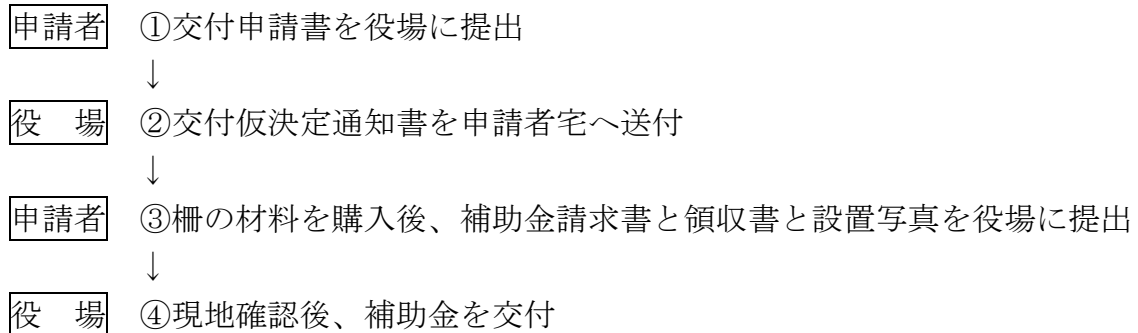 申請者 ①交付申請書を役場に提出
↓
役　場 ②交付仮決定通知書を申請者宅へ送付
↓
申請者 ③柵の材料を購入後、補助金請求書と領収書と設置写真を役場に提出
↓
役　場 ④現地確認後、補助金を交付